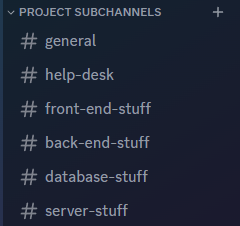 PROJECT SUBCHANNELS
# general
# help-desk
# front-end-stuff
# back-end-stuff
# database-stuff
# server-stuff